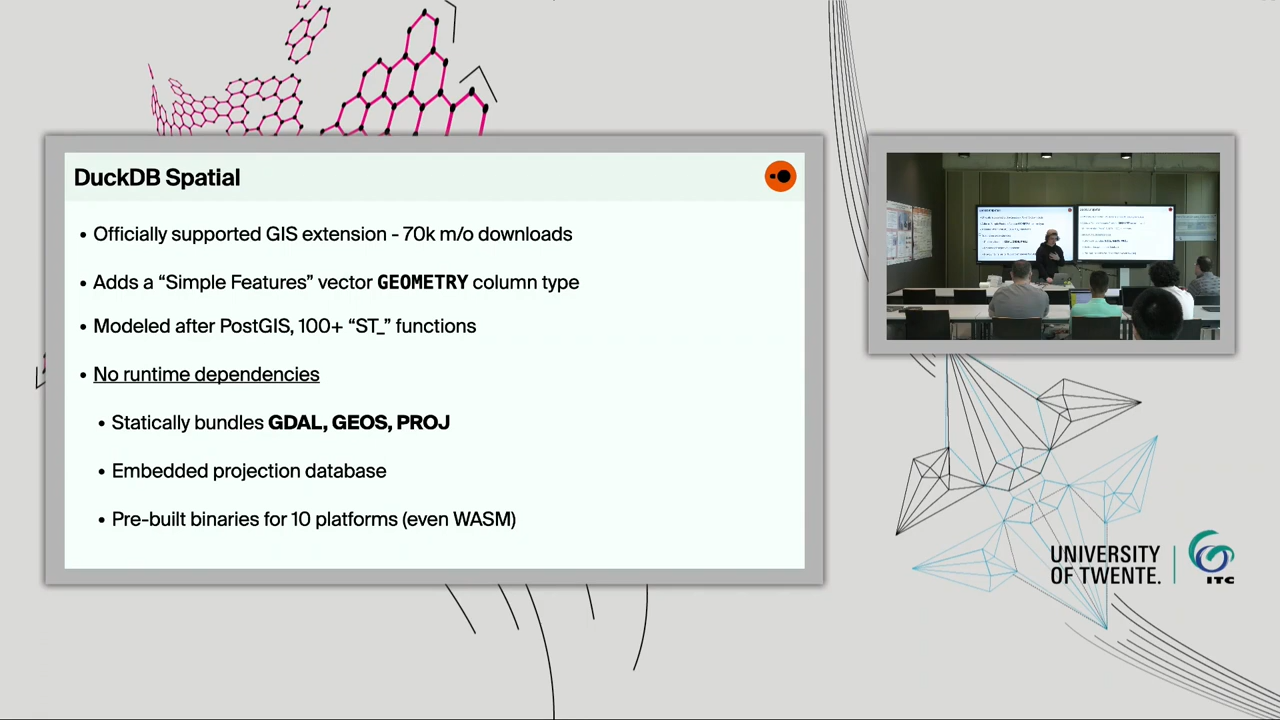 DuckDB Spatial
• Officially supported GIS extension - 70k m/o downloads
• Adds a “Simple Features” vector GEOMETRY column type
• Modeled after PostGIS, 100+ “ST_” functions
• No runtime dependencies
• Statically bundles GDAL, GEOS, PROJ
• Embedded projection database
• Pre-built binaries for 10 platforms (even WASM)
UNIVERSITY
OF TWENTE.
ITC